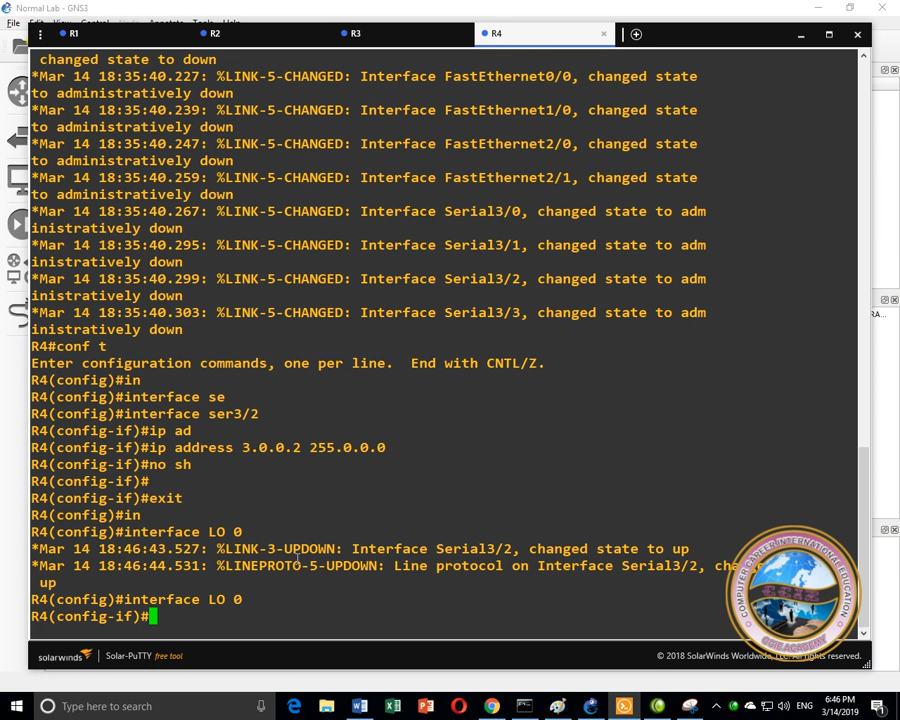 Normal Lab - GNS3
File Edit View Control Node Annotate Tools Help
R1 R2 R3 R4
changed state to down
*Mar 14 18:35:40.227: %LINK-5-CHANGED: Interface FastEthernet0/0, changed state
to administratively down
*Mar 14 18:35:40.239: %LINK-5-CHANGED: Interface FastEthernet1/0, changed state
to administratively down
*Mar 14 18:35:40.247: %LINK-5-CHANGED: Interface FastEthernet2/0, changed state
to administratively down
*Mar 14 18:35:40.259: %LINK-5-CHANGED: Interface FastEthernet2/1, changed state
to administratively down
*Mar 14 18:35:40.267: %LINK-5-CHANGED: Interface Serial3/0, changed state to adm
inistratively down
*Mar 14 18:35:40.295: %LINK-5-CHANGED: Interface Serial3/1, changed state to adm
inistratively down
*Mar 14 18:35:40.299: %LINK-5-CHANGED: Interface Serial3/2, changed state to adm
inistratively down
*Mar 14 18:35:40.303: %LINK-5-CHANGED: Interface Serial3/3, changed state to adm
inistratively down
RA...
R4#conf t
Enter configuration commands, one per line.  End with CNTL/Z.
R4(config)#in
R4(config)#interface se
R4(config)#interface ser3/2
R4(config-if)#ip ad
R4(config-if)#ip address 3.0.0.2 255.0.0.0
R4(config-if)#no sh
R4(config-if)#
R4(config-if)#exit
R4(config)#in
R4(config)#interface LO 0
*Mar 14 18:46:43.527: %LINK-3-UPDOWN: Interface Serial3/2, changed state to up
*Mar 14 18:46:44.531: %LINEPROTO-5-UPDOWN: Line protocol on Interface Serial3/2,
up
R4(config)#interface LO 0
R4(config-if)#
COMPUTER CAREER INTERNATIONAL EDUCATION
CCIE ACADEMY
solarwinds Solar-PuTTY free tool
© 2018 SolarWinds Worldwide, LLC. All rights reserved.
Type here to search
ENG
6:46 PM
3/14/2019